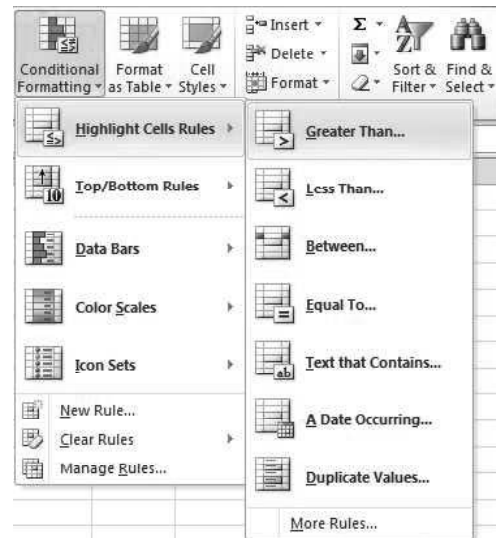 Conditional Formatting
Format as Table
Cell Styles
Insert
Delete
Format
Σ
Sort & Filter
Find & Select
Highlight Cells Rules
Top/Bottom Rules
10
Data Bars
Color Scales
Icon Sets
New Rule...
Clear Rules
Manage Rules...
Greater Than...
Less Than...
Between...
Equal To...
Text that Contains...
ab
A Date Occurring...
Duplicate Values...
More Rules...